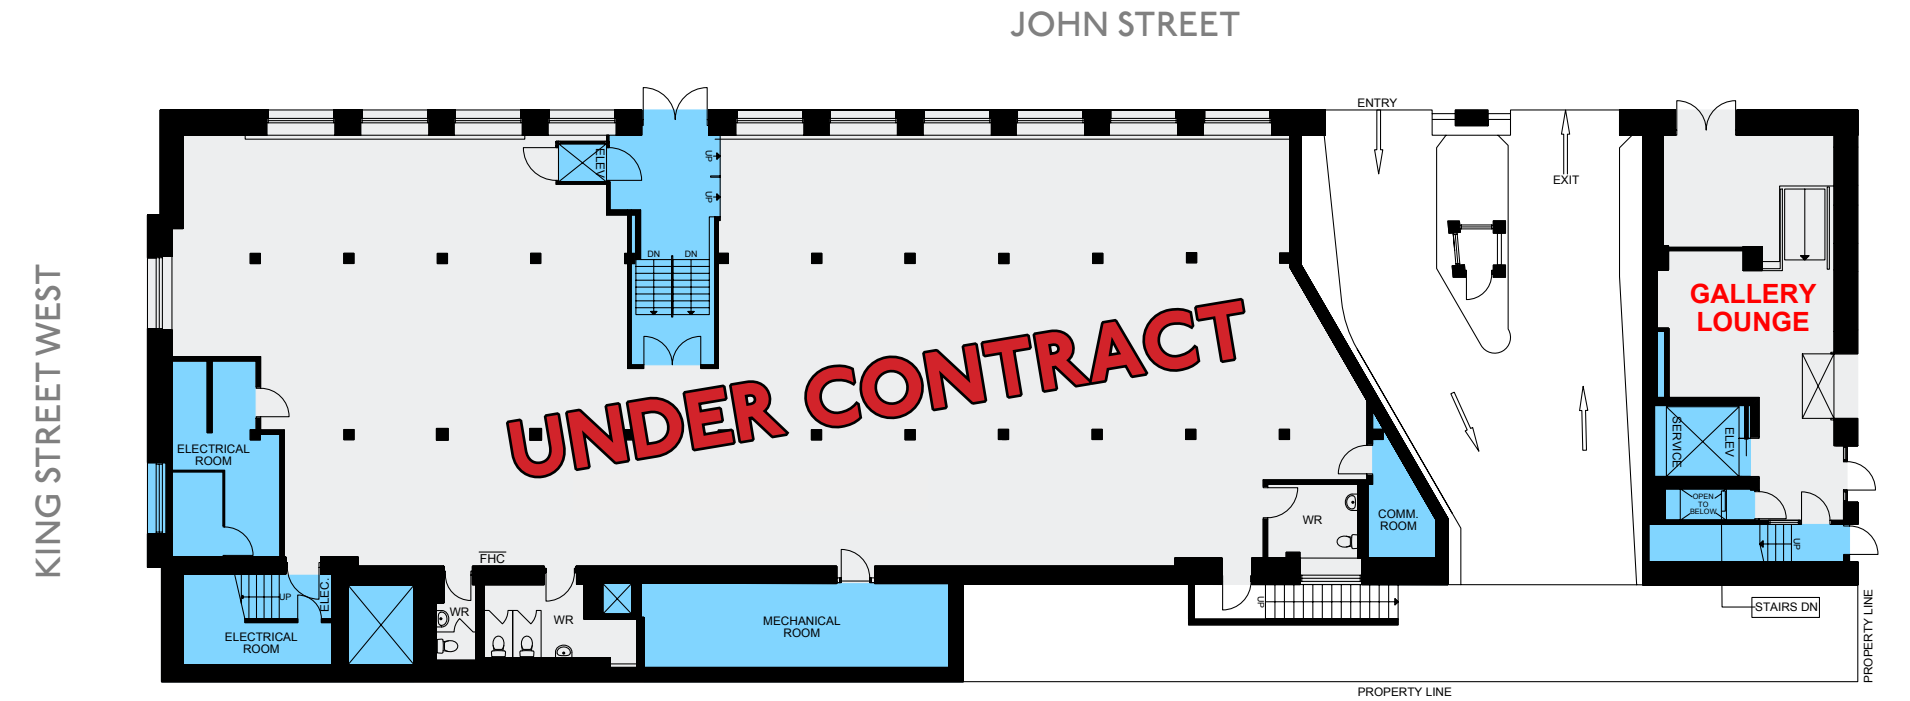 JOHN STREET
ENTRY
EXIT
ELEV
UP
UP
DN
DN
KING STREET WEST
GALLERY
LOUNGE
UNDER CONTRACT
ELECTRICAL
ROOM
SERVICE
ELEV
OPEN
TO
BELOW
WR
COMM.
ROOM
UP
FHC
UP
ELEC.
ELECTRICAL
ROOM
WR
WR
MECHANICAL
ROOM
UP
STAIRS DN
PROPERTY LINE
PROPERTY LINE